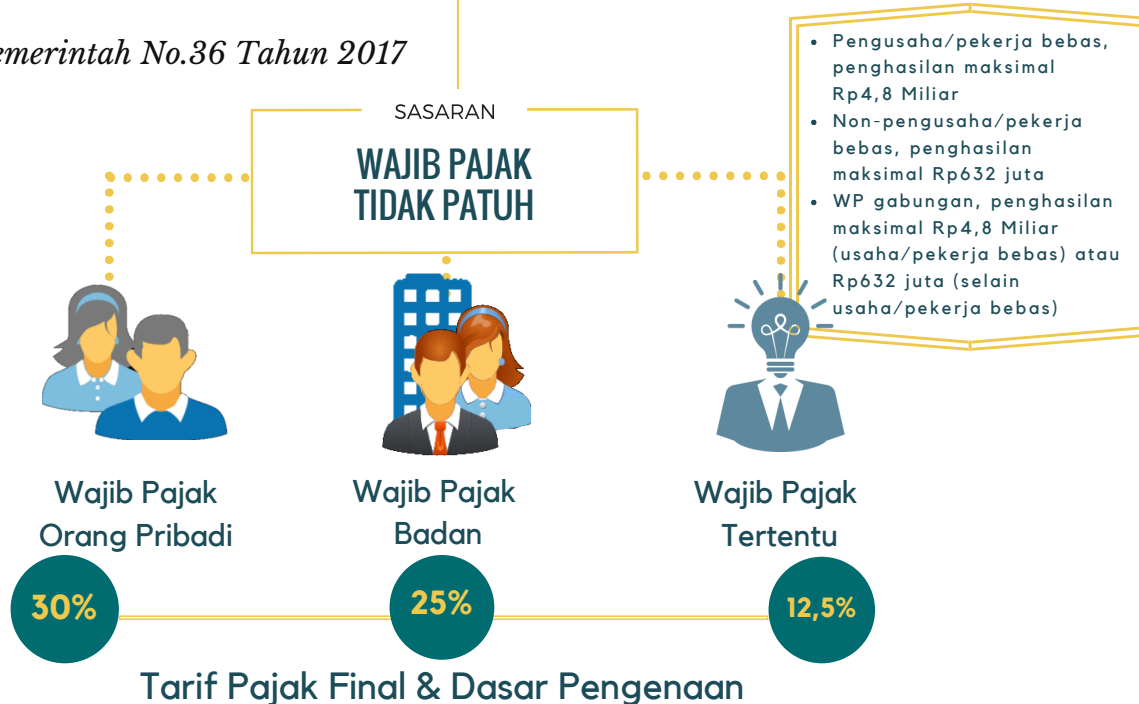 emerintah No.36 Tahun 2017
SASARAN
WAJIB PAJAK
TIDAK PATUH
• Pengusaha/pekerja bebas,
penghasilan maksimal
Rp4,8 Miliar
• Non-pengusaha/pekerja
bebas, penghasilan
maksimal Rp632 juta
• WP gabungan, penghasilan
maksimal Rp4,8 Miliar
(usaha/pekerja bebas) atau
Rp632 juta (selain
usaha/pekerja bebas)
Wajib Pajak
Orang Pribadi
30%
Wajib Pajak
Badan
25%
Wajib Pajak
Tertentu
12,5%
Tarif Pajak Final & Dasar Pengenaan